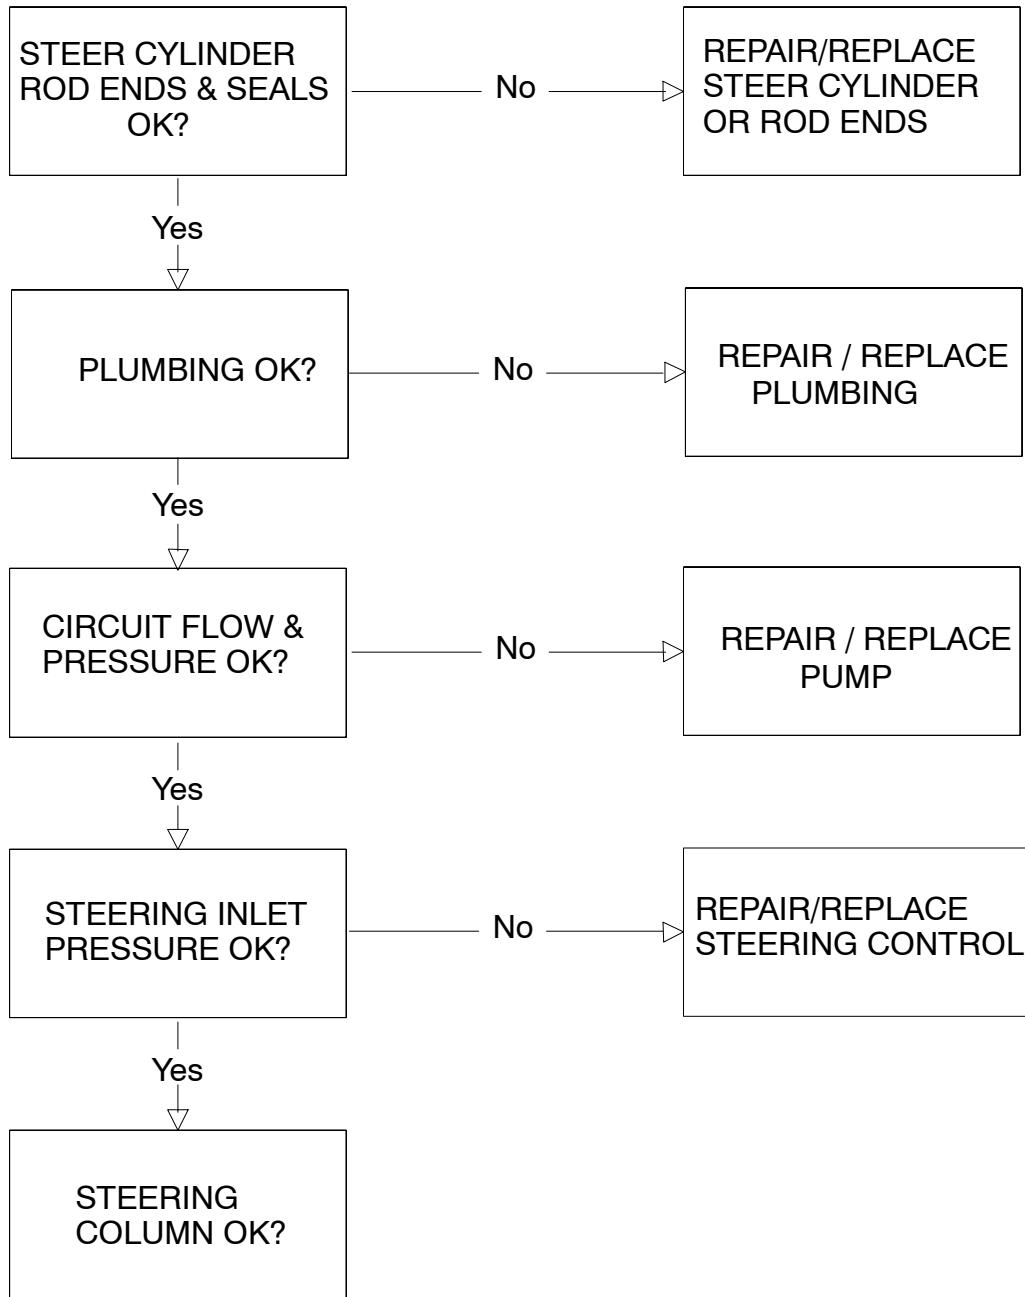 STEER CYLINDER
ROD ENDS & SEALS
OK?
No
REPAIR/REPLACE
STEER CYLINDER
OR ROD ENDS
Yes
PLUMBING OK?
No
REPAIR / REPLACE
PLUMBING
Yes
CIRCUIT FLOW &
PRESSURE OK?
No
REPAIR / REPLACE
PUMP
Yes
STEERING INLET
PRESSURE OK?
No
REPAIR/REPLACE
STEERING CONTROL
Yes
STEERING
COLUMN OK?